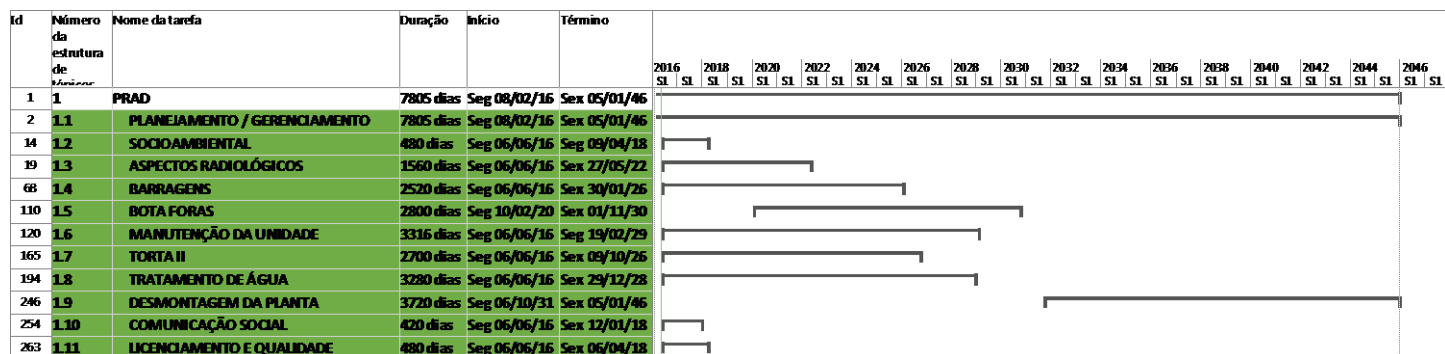 Id Número da estrutura de tópicos Nome da tarefa Duração Início Término
2016 2018 2020 2022 2024 2026 2028 2030 2032 2034 2036 2038 2040 2042 2044 2046
S1 S1 S1 S1 S1 S1 S1 S1 S1 S1 S1 S1 S1 S1 S1 S1 S1 S1 S1 S1 S1 S1 S1 S1 S1 S1 S1 S1 S1 S1 S1 S1
1 1 PRAD 7805 dias Seg 08/02/16 Sex 05/01/46
2 1.1 PLANEJAMENTO / GERENCIAMENTO 7805 dias Seg 08/02/16 Sex 05/01/46
14 1.2 SOCIOAMBIENTAL 480 dias Seg 06/06/16 Seg 09/04/18
19 1.3 ASPECTOS RADIOLÓGICOS 1560 dias Seg 06/06/16 Sex 27/05/22
68 1.4 BARRAGENS 2520 dias Seg 06/06/16 Sex 30/01/26
110 1.5 BOTA FORAS 2800 dias Seg 10/02/20 Sex 01/11/30
120 1.6 MANUTENÇÃO DA UNIDADE 3316 dias Seg 06/06/16 Seg 19/02/29
165 1.7 TORTA II 2700 dias Seg 06/06/16 Sex 09/10/26
194 1.8 TRATAMENTO DE ÁGUA 3280 dias Seg 06/06/16 Sex 29/12/28
246 1.9 DESMONTAGEM DA PLANTA 3720 dias Seg 06/10/31 Sex 05/01/46
254 1.10 COMUNICAÇÃO SOCIAL 420 dias Seg 06/06/16 Sex 12/01/18
263 1.11 LICENCIAMENTO E QUALIDADE 480 dias Seg 06/06/16 Sex 06/04/18